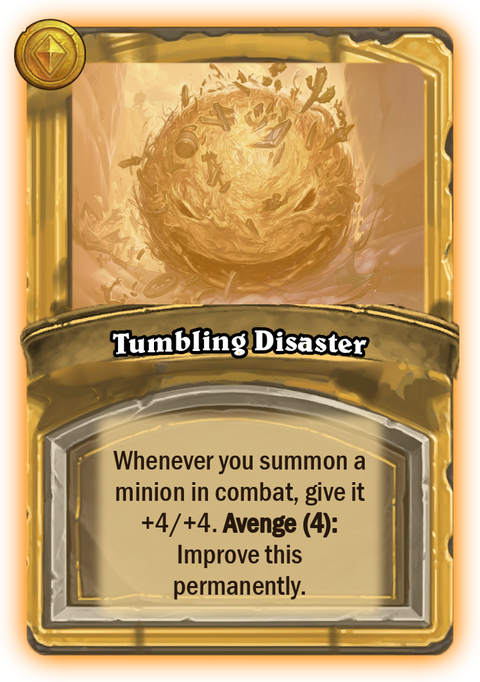 Tumbling Disaster
Whenever you summon a
minion in combat, give it
+4/+4. Avenge (4):
Improve this
permanently.